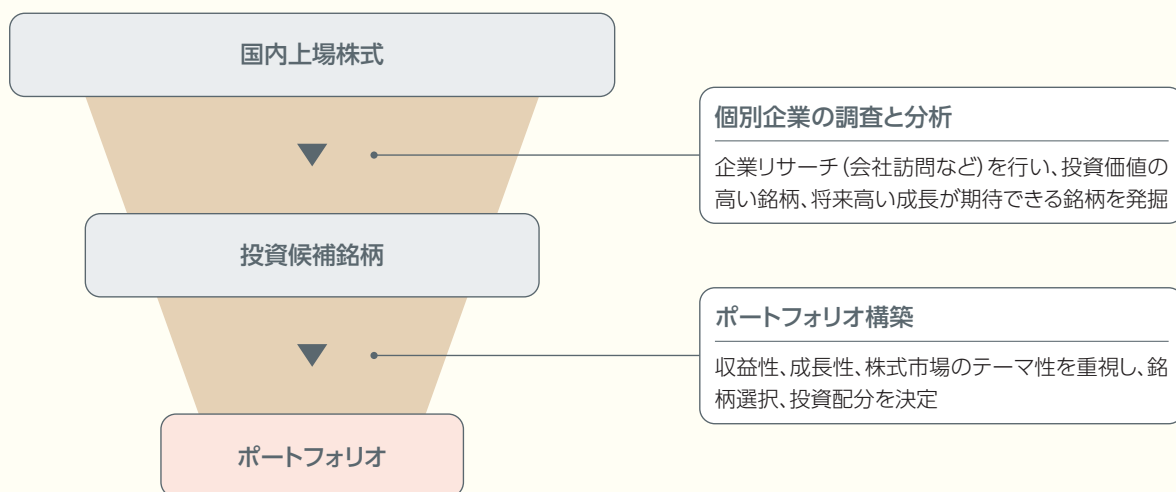 国内上場株式
個別企業の調査と分析
企業リサーチ(会社訪問など)を行い、投資価値の
高い銘柄、将来高い成長が期待できる銘柄を発掘
投資候補銘柄
ポートフォリオ構築
収益性、成長性、株式市場のテーマ性を重視し、銘
柄選択、投資配分を決定
ポートフォリオ